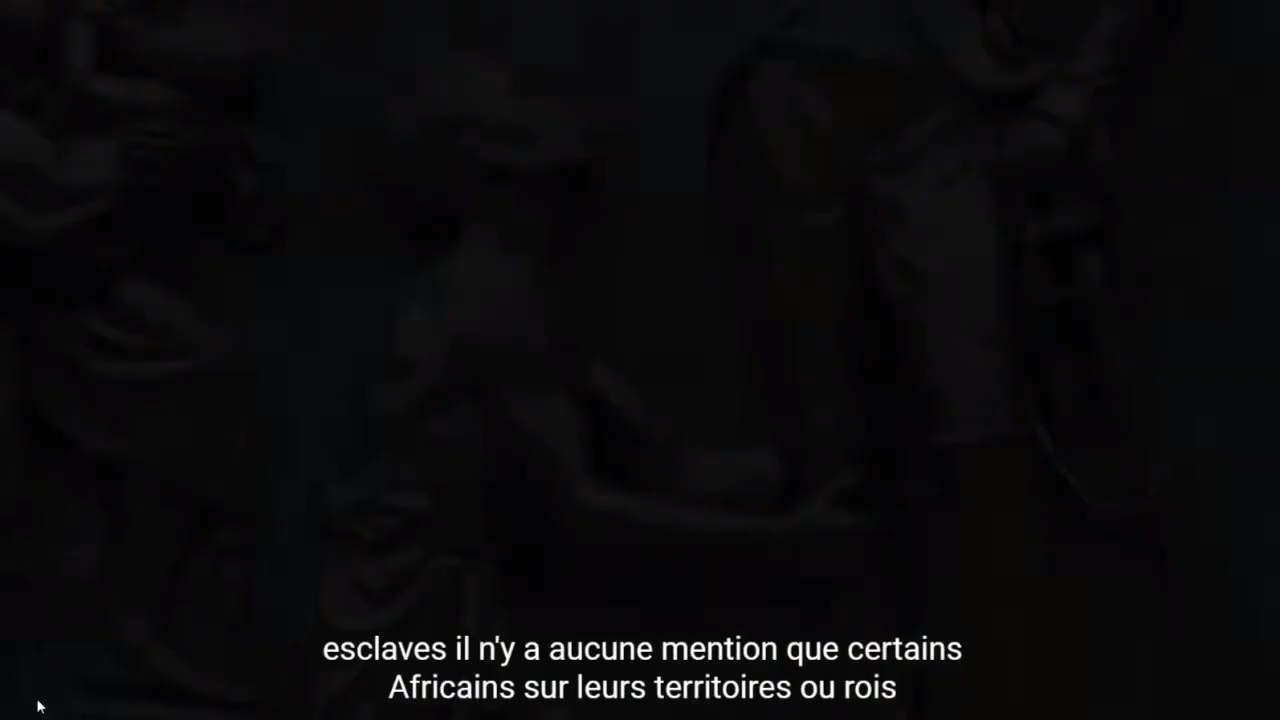 esclaves il n'y a aucune mention que certains
Africains sur leurs territoires ou rois